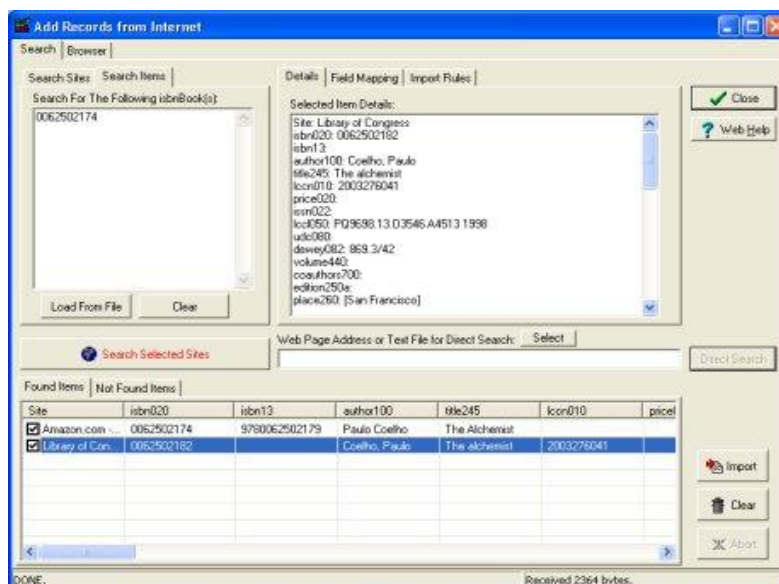 Add Records from Internet
Search Browser
Search Sites Search Items
Search For The Following isbnBook(s):
0062502174
Load From File Clear
Details Field Mapping Import Rules
Selected Item Details:
Site: Library of Congress
isbn020: 0062502182
isbn13:
author100: Coelho, Paulo
title245: The alchemist
lccn010: 2003276041
price020:
issn022:
lccl050: PQ9698.13.O3546 A4513 1998
udc080:
dewey082: 869.3/42
volume440:
coauthors700:
edition250a:
place260: [San Francisco]
Close
Web Help
Search Selected Sites
Web Page Address or Text File for Direct Search: Select
Direct Search
Found Items Not Found Items
Site isbn020 isbn13 author100 title245 lccn010 pricel
Amazon.com -... 0062502174 9780062502179 Paulo Coelho The Alchemist
Library of Con... 0062502182 Coelho, Paulo The alchemist 2003276041
Import
Clear
Abort
DONE. Received 2364 bytes.